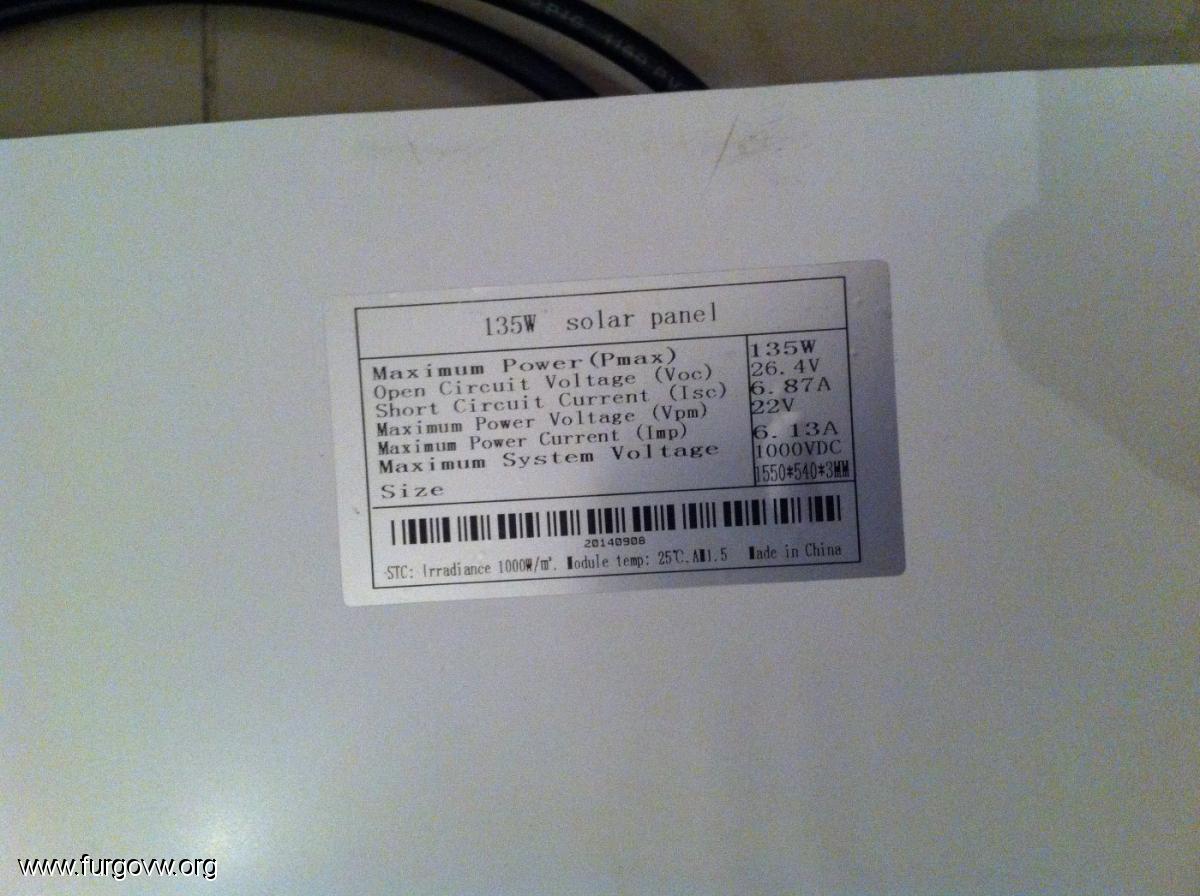 135W solar panel
Maximum Power(Pmax) 135W
Open Circuit Voltage (Voc) 26.4V
Short Circuit Current (Isc) 6.87A
Maximum Power Voltage (Vpm) 22V
Maximum Power Current (Imp) 6.13A
Maximum System Voltage 1000VDC
Size 1550*540*3MM
20140908
STC: Irradiance 1000W/m². Module temp: 25℃. AM1.5 Made in China
www.furgovw.org